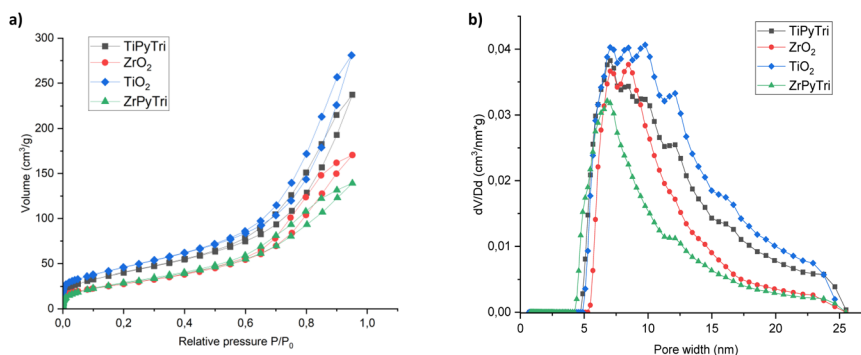 a)
TiPyTri
ZrO2
TiO2
ZrPyTri
300
250
200
150
100
50
0
0,0
0,2
0,4
0,6
0,8
1,0
Volume (cm3/g)
Relative pressure P/P0
b)
TiPyTri
ZrO2
TiO2
ZrPyTri
0,04
0,03
0,02
0,01
0,00
0
5
10
15
20
25
dV/Dd (cm3/nm*g)
Pore width (nm)